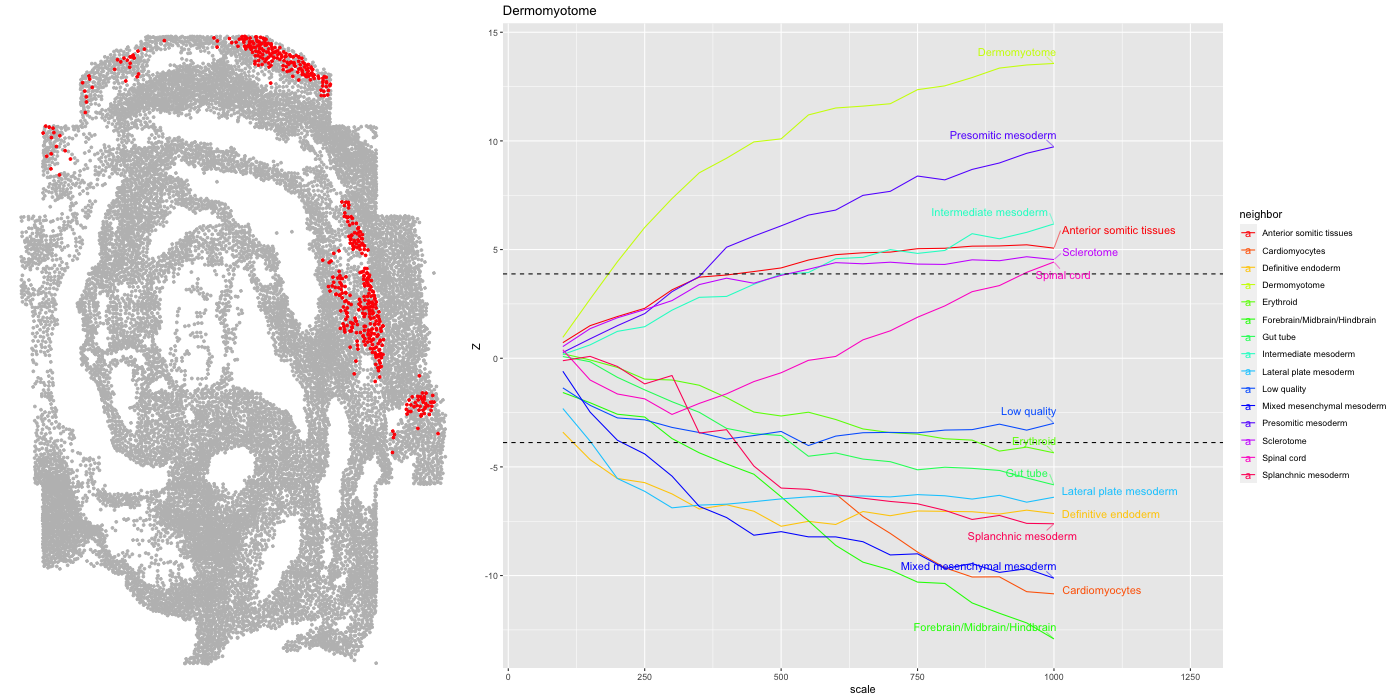 Dermomyotome
15
10
5
0
-5
-10
Z
0
250
500
750
1000
1250
scale
Dermomyotome
Presomitic mesoderm
Intermediate mesoderm
Anterior somitic tissues
Sclerotome
Spinal cord
Low quality
Erythroid
Gut tube
Lateral plate mesoderm
Definitive endoderm
Splanchnic mesoderm
Mixed mesenchymal mesoderm
Cardiomyocytes
Forebrain/Midbrain/Hindbrain
neighbor
a Anterior somitic tissues
a Cardiomyocytes
a Definitive endoderm
a Dermomyotome
a Erythroid
a Forebrain/Midbrain/Hindbrain
a Gut tube
a Intermediate mesoderm
a Lateral plate mesoderm
a Low quality
a Mixed mesenchymal mesoderm
a Presomitic mesoderm
a Sclerotome
a Spinal cord
a Splanchnic mesoderm